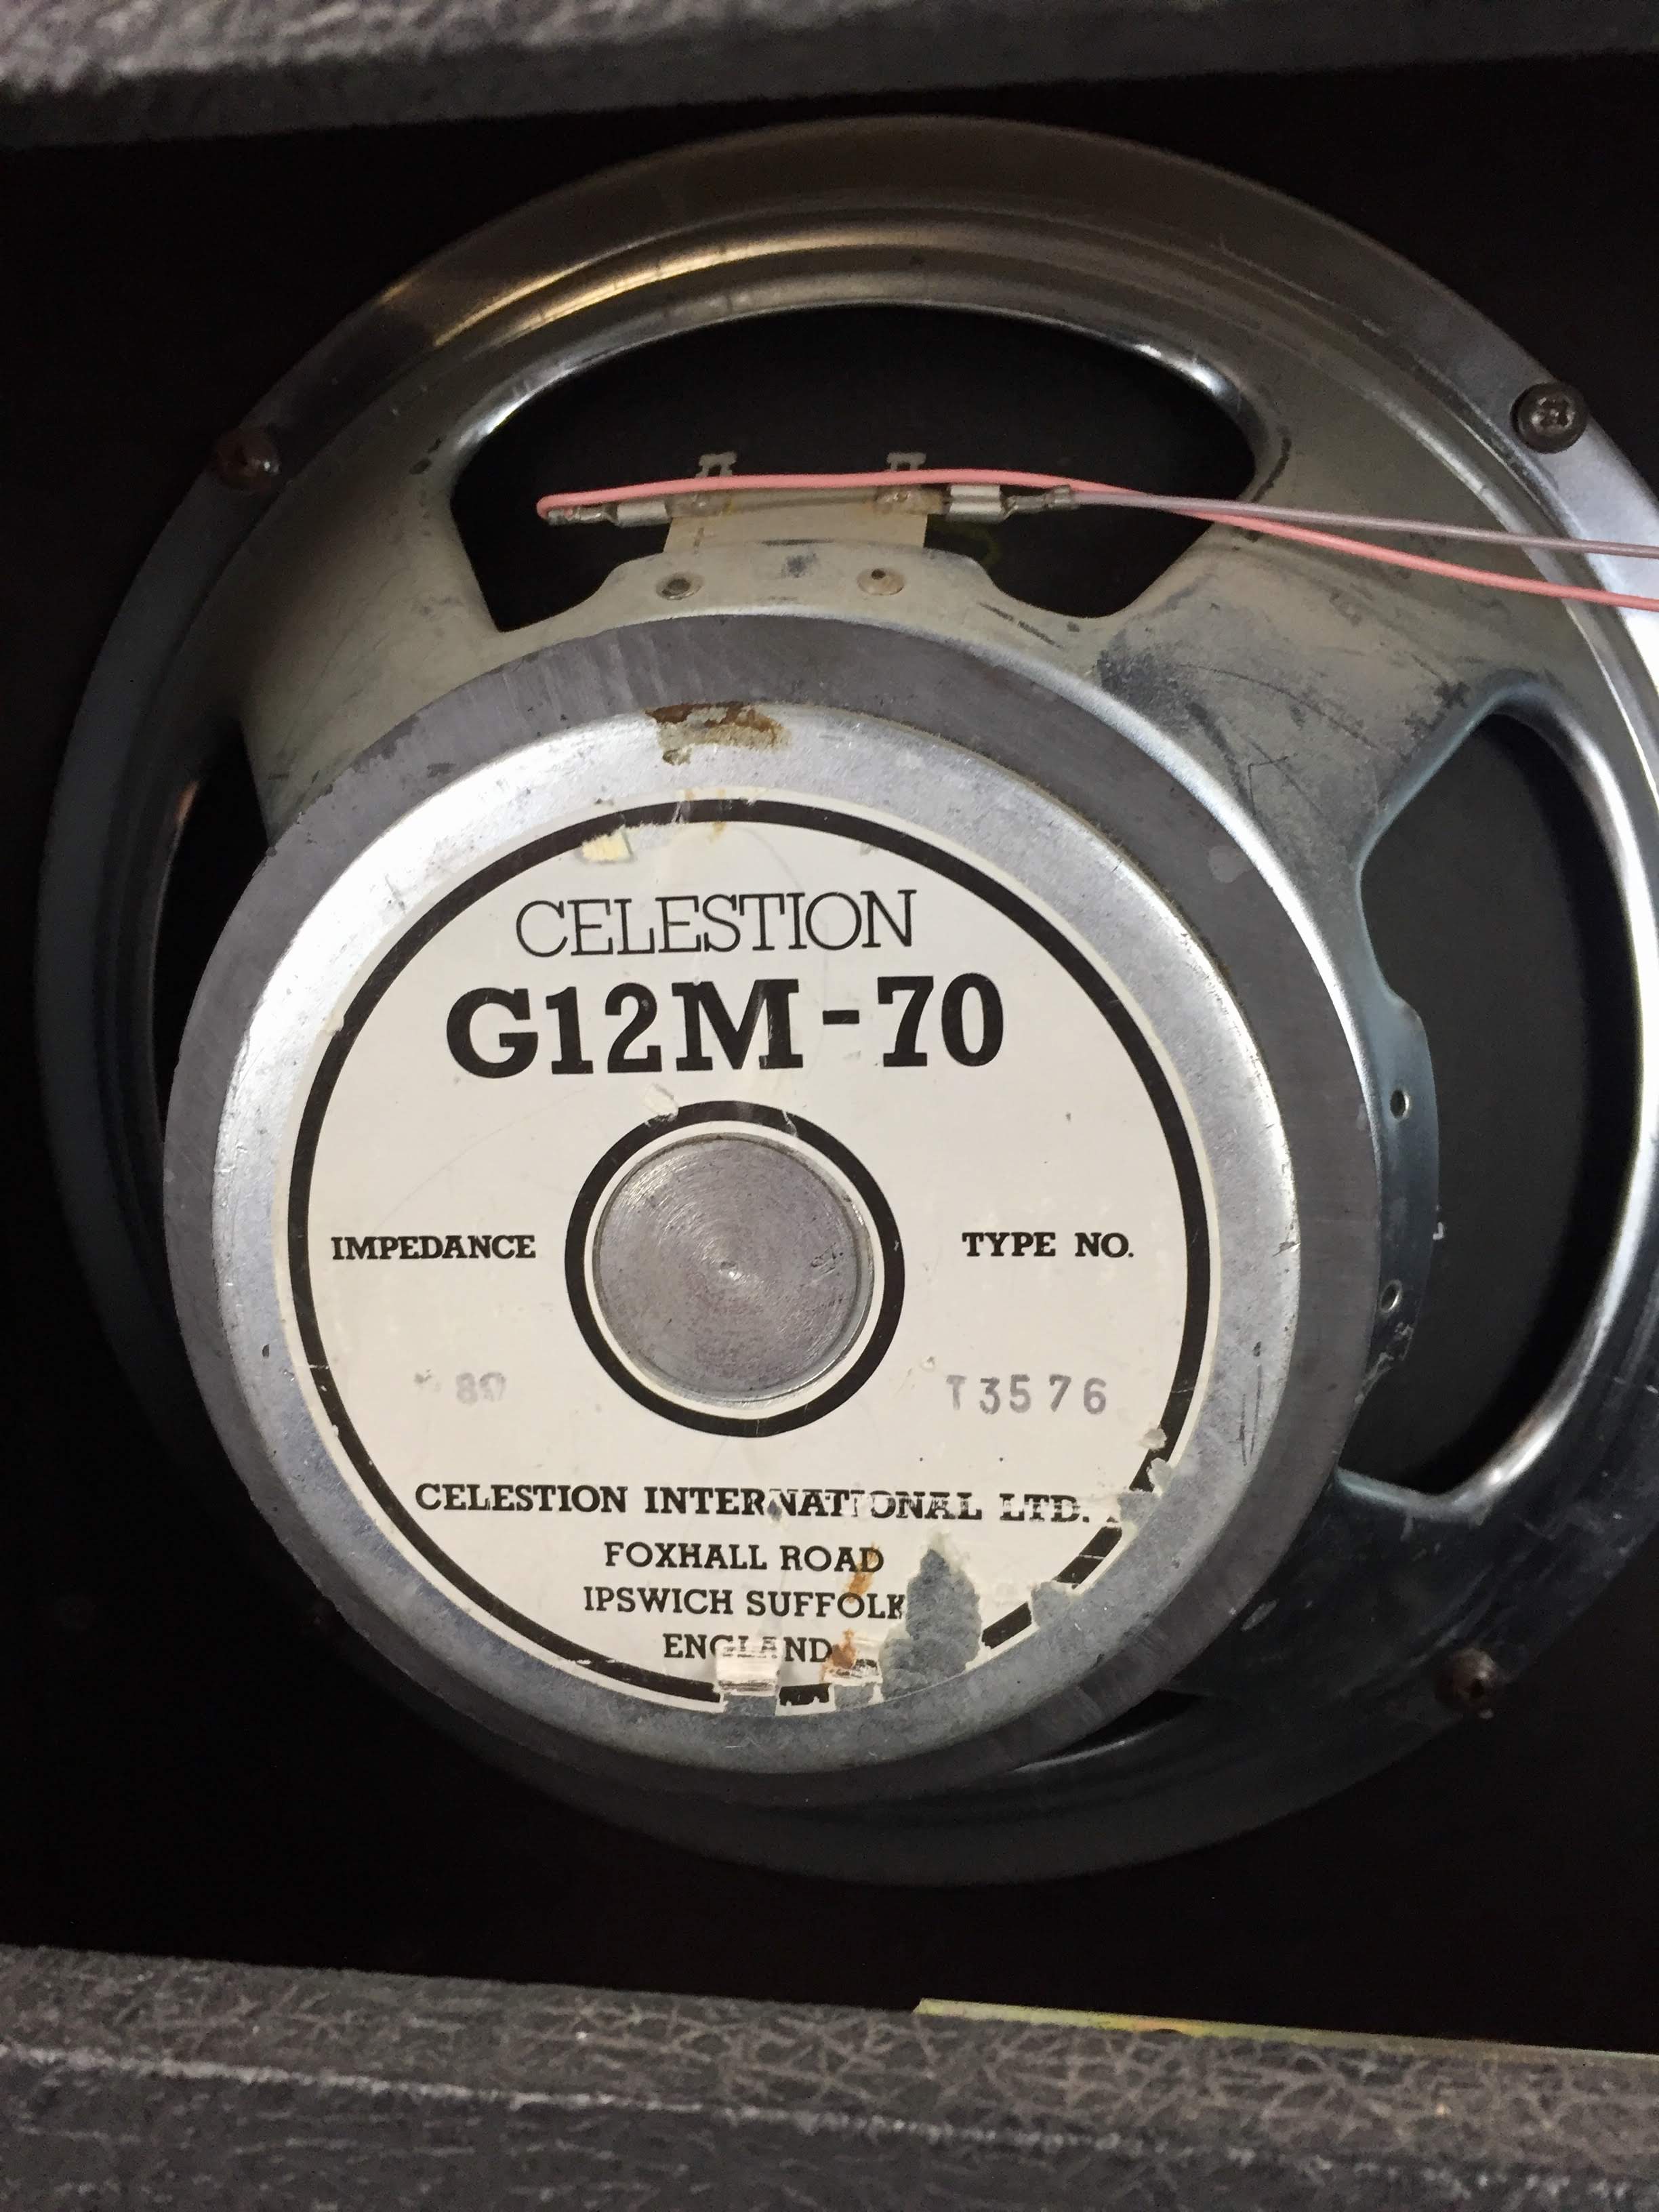 CELESTION
G12M-70
IMPEDANCE TYPE NO.
8Ω T3576
CELESTION INTERNATIONAL LTD.
FOXHALL ROAD
IPSWICH SUFFOLK
ENGLAND